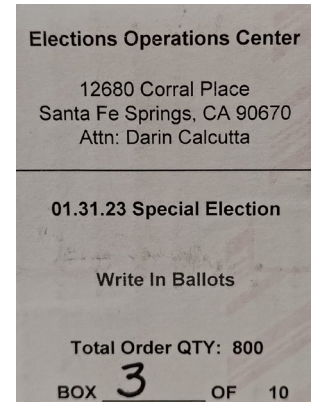 Elections Operations Center
12680 Corral Place
Santa Fe Springs, CA 90670
Attn: Darin Calcutta
01.31.23 Special Election
Write In Ballots
Total Order QTY: 800
BOX 3 OF 10